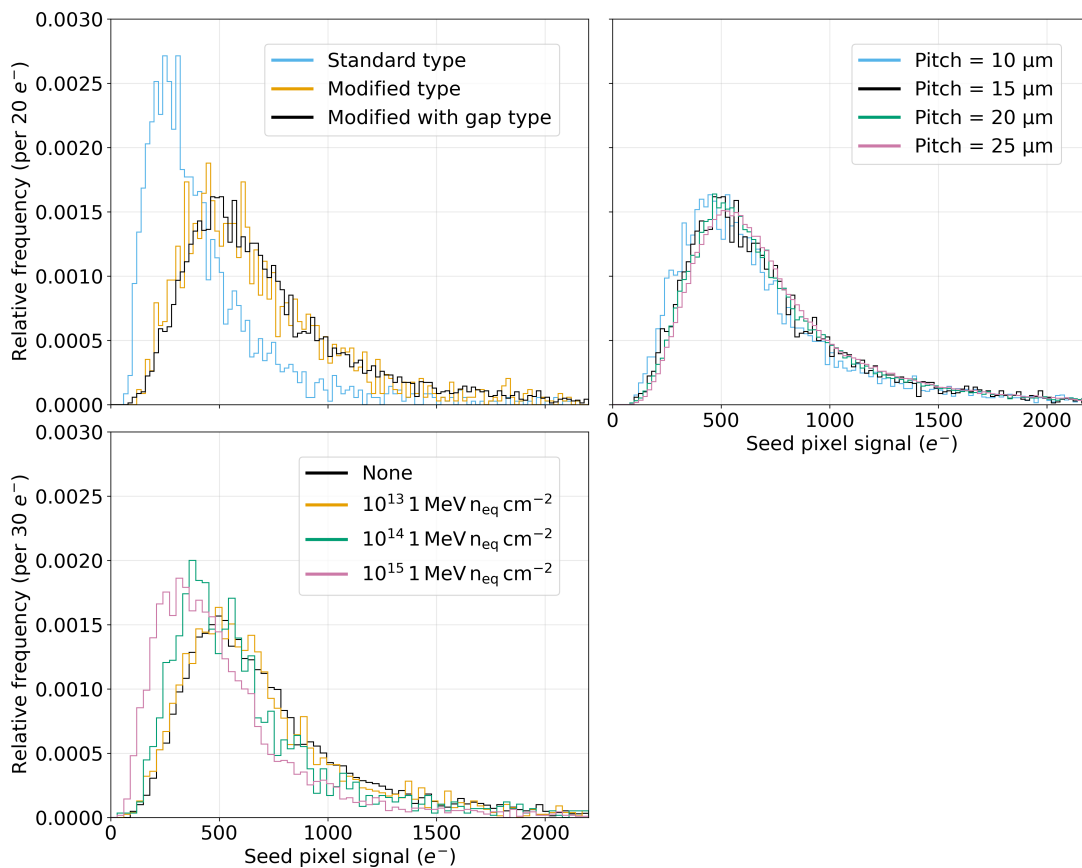 0.0030
0.0025
0.0020
0.0015
0.0010
0.0005
0.0000
Relative frequency (per 20 e⁻)
Standard type
Modified type
Modified with gap type
Pitch = 10 μm
Pitch = 15 μm
Pitch = 20 μm
Pitch = 25 μm
0 500 1000 1500 2000
Seed pixel signal (e⁻)
0.0030
0.0025
0.0020
0.0015
0.0010
0.0005
0.0000
Relative frequency (per 30 e⁻)
None
10¹³ 1 MeV n_eq cm⁻²
10¹⁴ 1 MeV n_eq cm⁻²
10¹⁵ 1 MeV n_eq cm⁻²
0 500 1000 1500 2000
Seed pixel signal (e⁻)